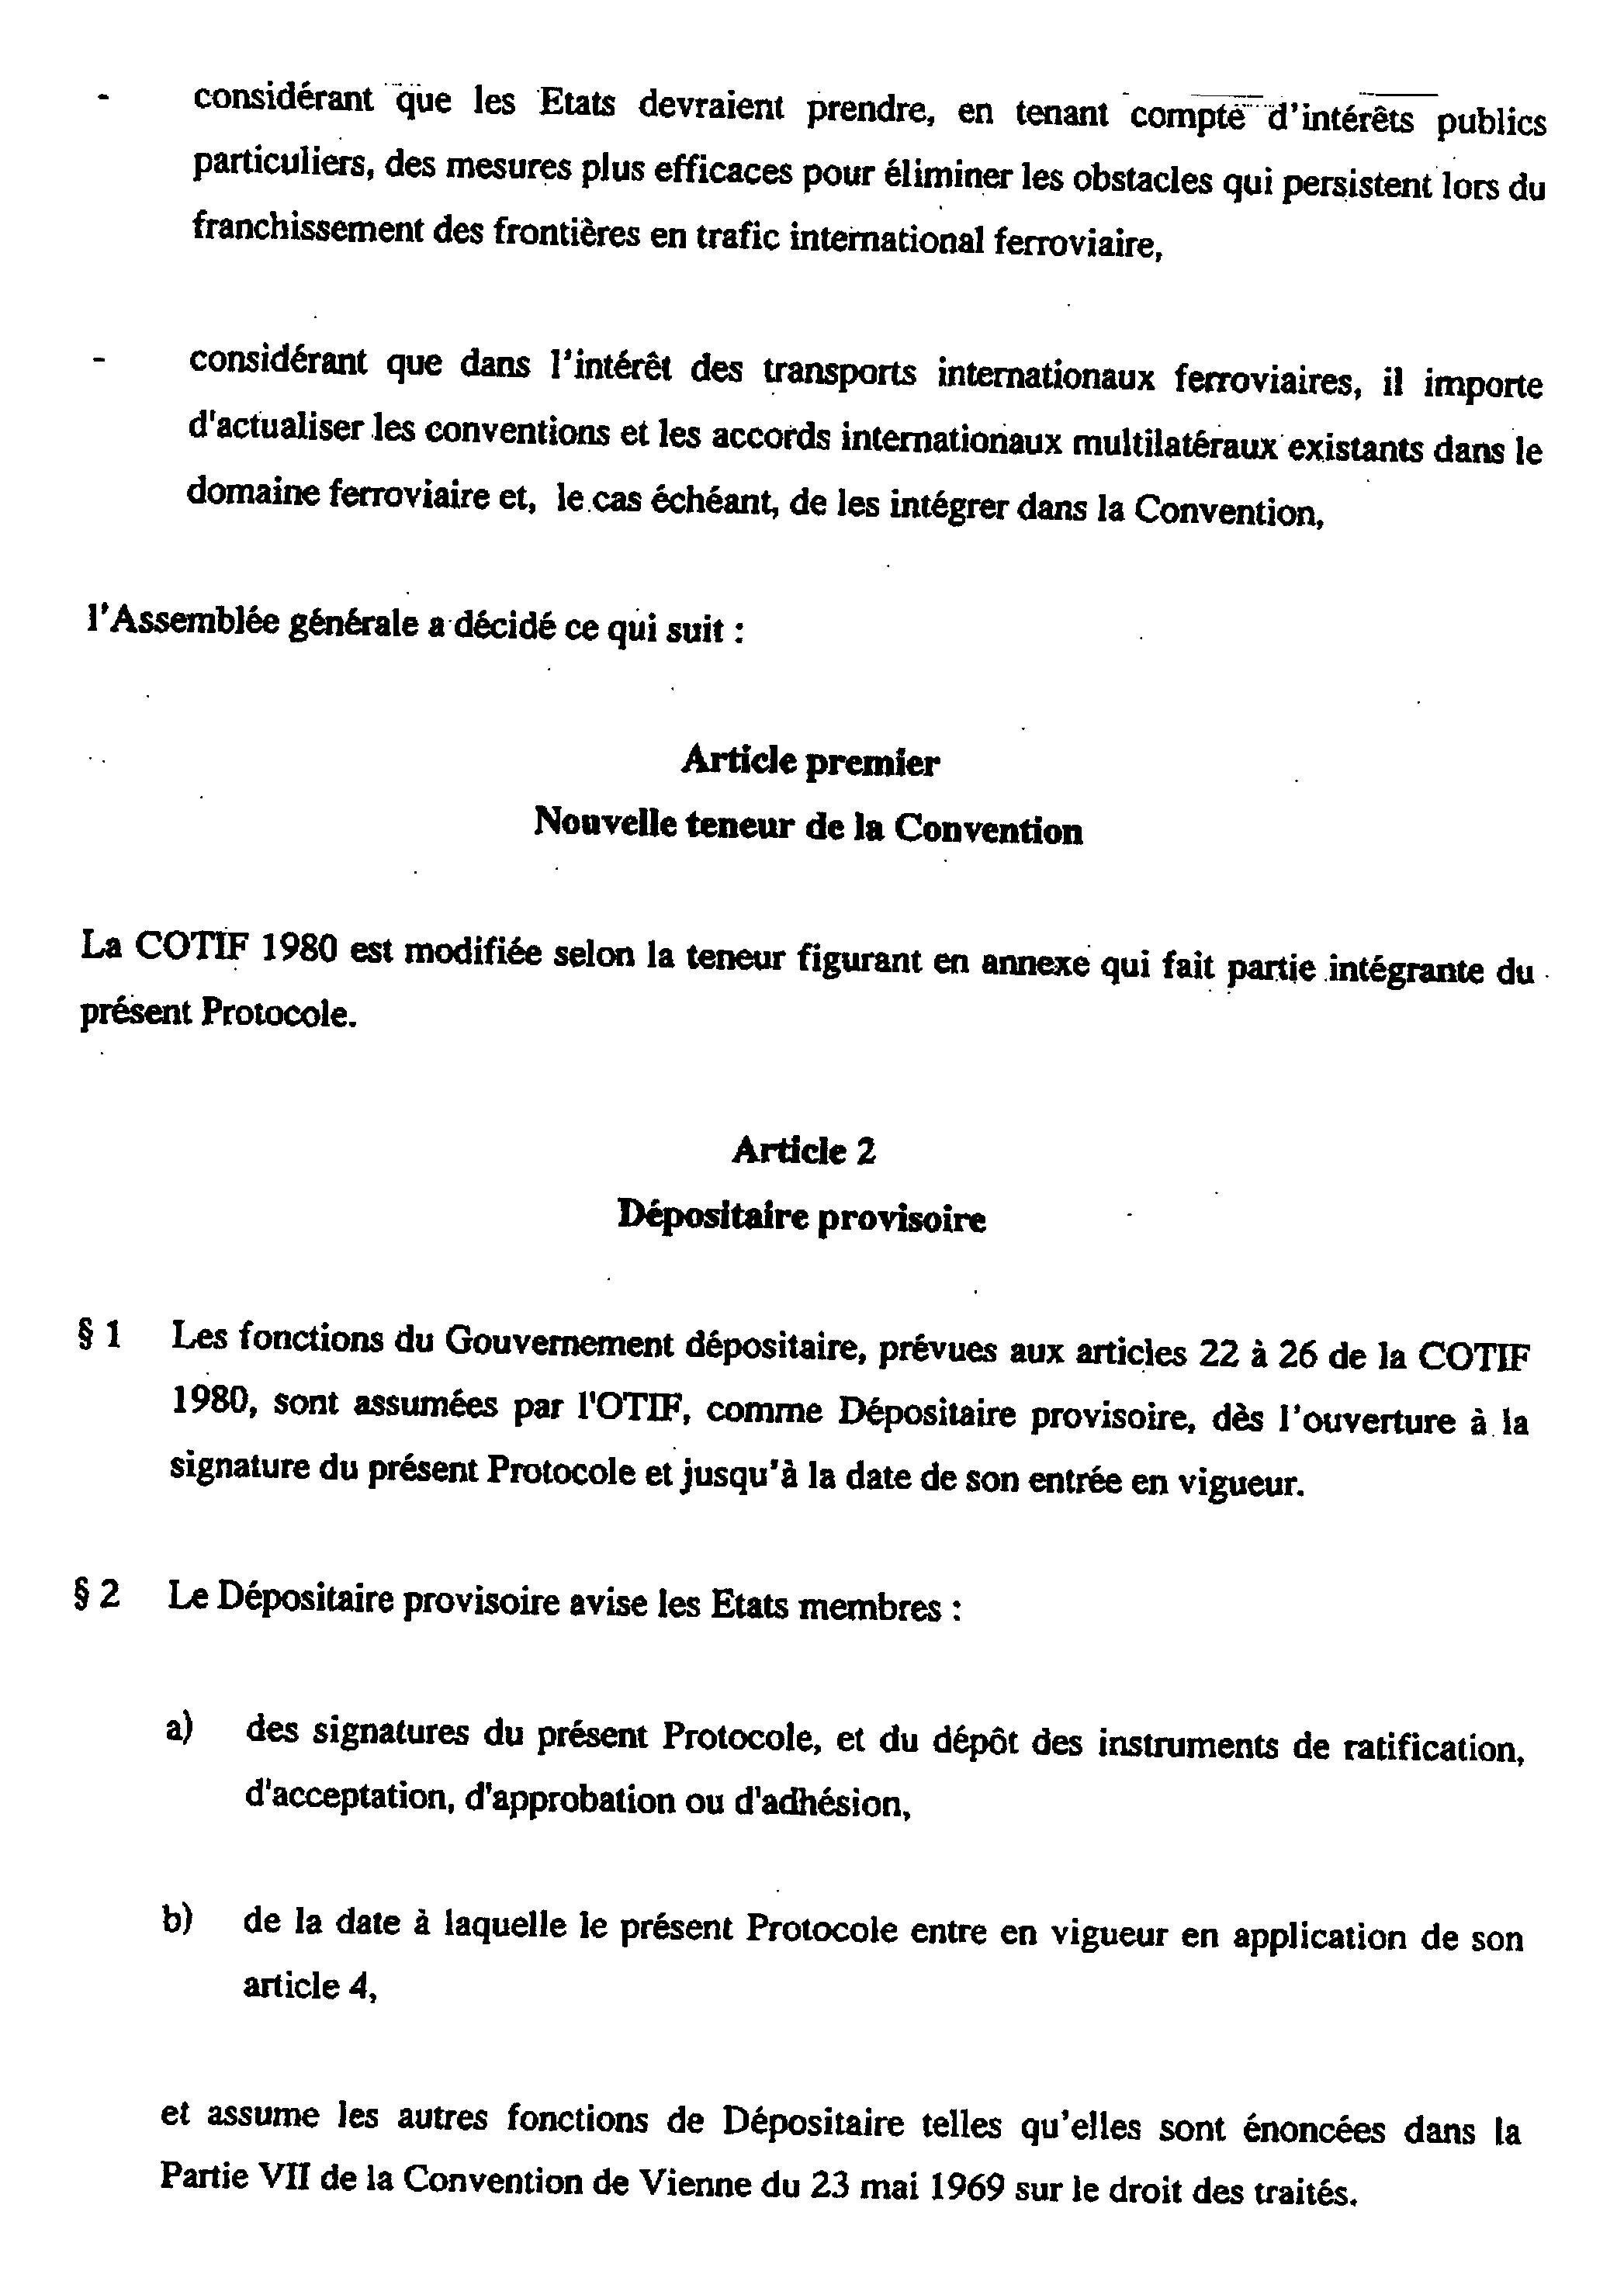 - considérant que les Etats devraient prendre, en tenant compte d'intérêts publics
particuliers, des mesures plus efficaces pour éliminer les obstacles qui persistent lors du
franchissement des frontières en trafic international ferroviaire,
- considérant que dans l'intérêt des transports internationaux ferroviaires, il importe
d'actualiser les conventions et les accords internationaux multilatéraux existants dans le
domaine ferroviaire et, le cas échéant, de les intégrer dans la Convention,
l'Assemblée générale a décidé ce qui suit :
Article premier
Nouvelle teneur de la Convention
La COTIF 1980 est modifiée selon la teneur figurant en annexe qui fait partie intégrante du
présent Protocole.
Article 2
Dépositaire provisoire
§ 1 Les fonctions du Gouvernement dépositaire, prévues aux articles 22 à 26 de la COTIF
1980, sont assumées par l'OTIF, comme Dépositaire provisoire, dès l'ouverture à la
signature du présent Protocole et jusqu'à la date de son entrée en vigueur.
§ 2 Le Dépositaire provisoire avise les Etats membres :
a) des signatures du présent Protocole, et du dépôt des instruments de ratification,
d'acceptation, d'approbation ou d'adhésion,
b) de la date à laquelle le présent Protocole entre en vigueur en application de son
article 4,
et assume les autres fonctions de Dépositaire telles qu'elles sont énoncées dans la
Partie VII de la Convention de Vienne du 23 mai 1969 sur le droit des traités.